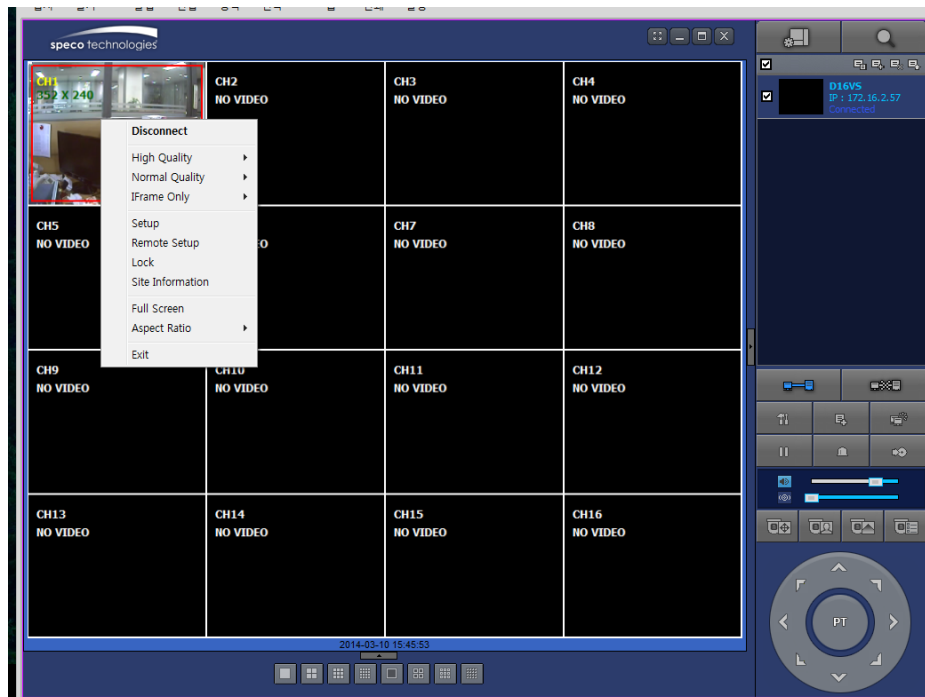 speco technologies
CH1
352 X 240
CH2
NO VIDEO
CH3
NO VIDEO
CH4
NO VIDEO
D16VS
IP : 172.16.2.57
Connected
Disconnect
High Quality
Normal Quality
IFrame Only
Setup
Remote Setup
Lock
Site Information
Full Screen
Aspect Ratio
Exit
CH5
NO VIDEO
CH7
NO VIDEO
CH8
NO VIDEO
CH9
NO VIDEO
CH10
NO VIDEO
CH11
NO VIDEO
CH12
NO VIDEO
CH13
NO VIDEO
CH14
NO VIDEO
CH15
NO VIDEO
CH16
NO VIDEO
PT
2014-03-10 15:45:53